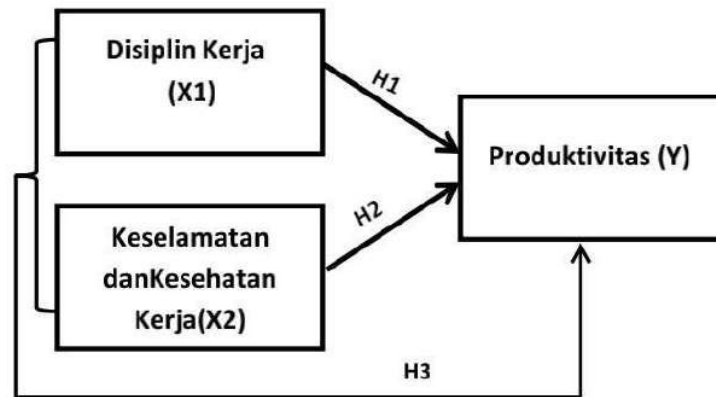 Disiplin Kerja
(X1)
H1
Produktivitas (Y)
H2
Keselamatan
danKesehatan
Kerja(X2)
H3